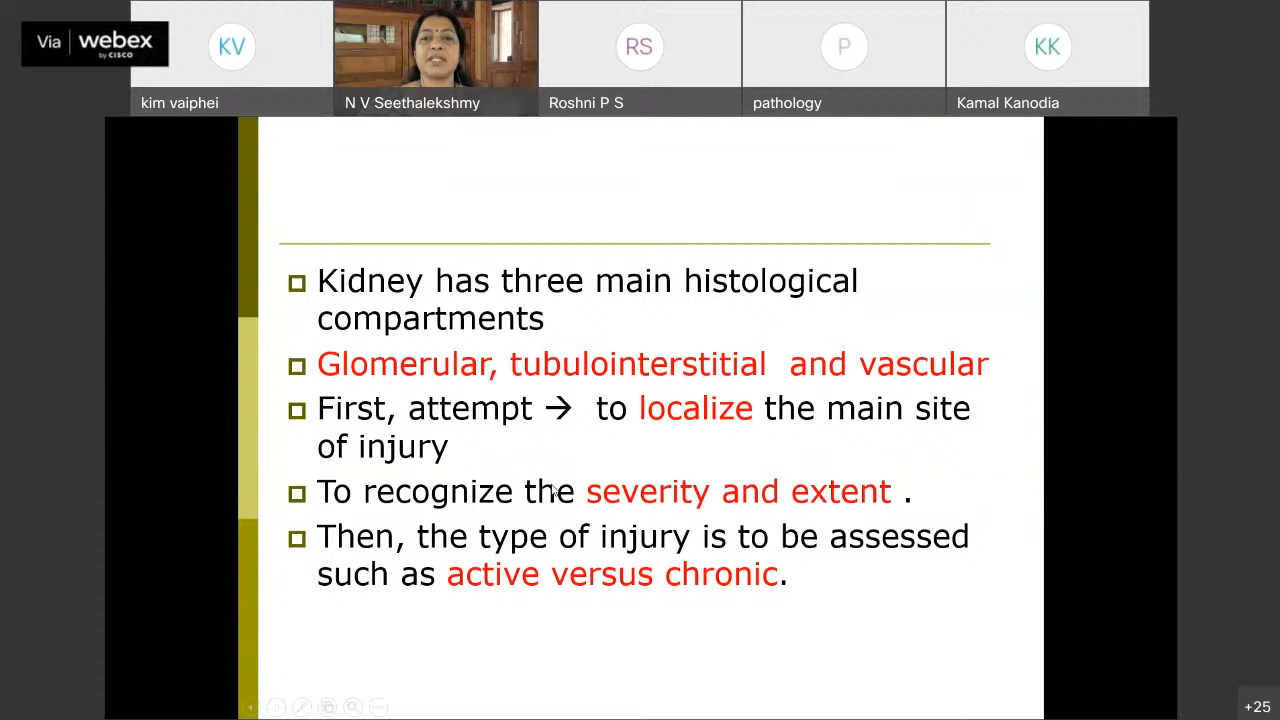 Via webex
by CISCO
KV
RS
P
KK
kim vaiphei
N V Seethalekshmy
Roshni P S
pathology
Kamal Kanodia
Kidney has three main histological
compartments
Glomerular, tubulointerstitial and vascular
First, attempt → to localize the main site
of injury
To recognize the severity and extent .
Then, the type of injury is to be assessed
such as active versus chronic.
+25